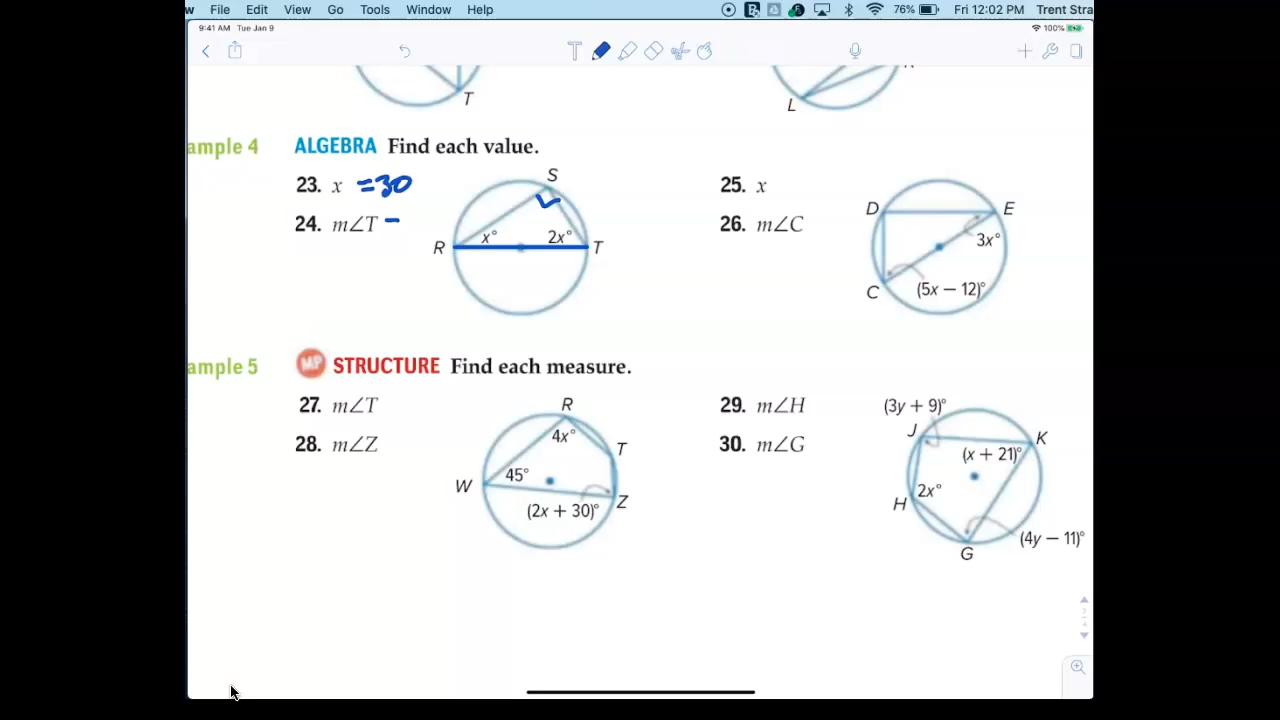 w File Edit View Go Tools Window Help 76% Fri 12:02 PM Trent Stra
9:41 AM Tue Jan 9 100%
T
L
ample 4 ALGEBRA Find each value.
23. x =30
24. m∠T -
S
R x° 2x° T
25. x
26. m∠C
D E
3x°
C (5x – 12)°
ample 5 MP STRUCTURE Find each measure.
27. m∠T
28. m∠Z
R
4x°
T
W 45°
(2x + 30)° Z
29. m∠H
30. m∠G
(3y + 9)°
J K
(x + 21)°
H 2x°
G (4y – 11)°